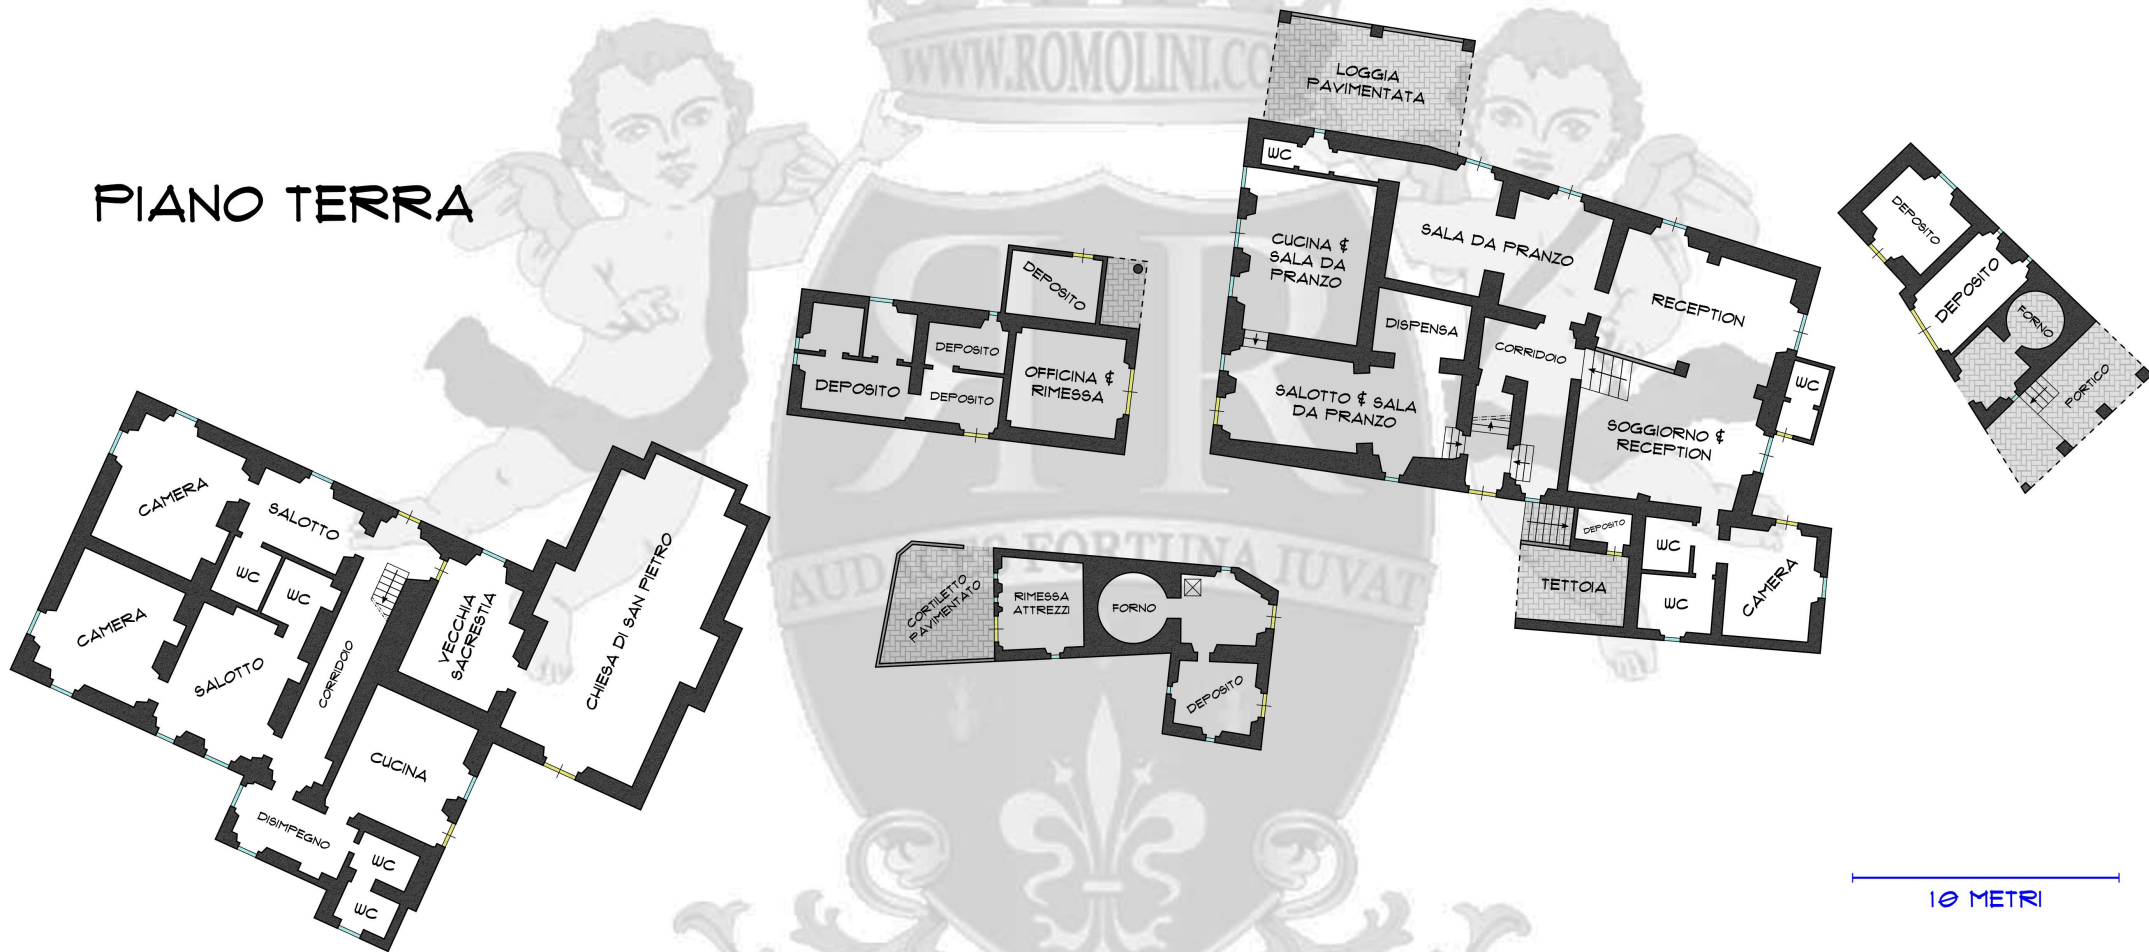 PIANO TERRA
WWW.ROMOLINI.CO
RR
AUDACES FORTUNA IUVAT
CAMERA
SALOTTO
WC
WC
CAMERA
SALOTTO
CORRIDOIO
VECCHIA
SACRESTIA
CHIESA DI SAN PIETRO
CUCINA
DISIMPEGNO
WC
WC
DEPOSITO
DEPOSITO
DEPOSITO
DEPOSITO
OFFICINA &
RIMESSA
CORTILETTO
PAVIMENTATO
RIMESSA
ATTREZZI
FORNO
DEPOSITO
LOGGIA
PAVIMENTATA
WC
CUCINA &
SALA DA
PRANZO
SALA DA PRANZO
RECEPTION
DISPENSA
CORRIDOIO
SALOTTO & SALA
DA PRANZO
SOGGIORNO &
RECEPTION
WC
DEPOSITO
WC
TETTOIA
WC
CAMERA
DEPOSITO
DEPOSITO
FORNO
PORTICO
10 METRI